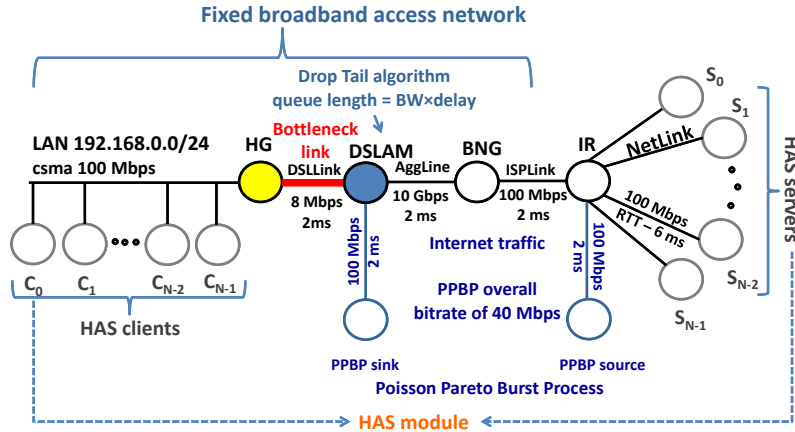 Fixed broadband access network
Drop Tail algorithm
queue length = BW×delay
S0
S1
LAN 192.168.0.0/24
csma 100 Mbps
Bottleneck
link
HG
DSLAM
BNG
IR
NetLink
DSLLink
AggLine
ISPLink
8 Mbps
2ms
10 Gbps
2 ms
100 Mbps
2 ms
100 Mbps
RTT – 6 ms
HAS servers
100 Mbps
2 ms
Internet traffic
100 Mbps
2 ms
C0
C1
CN-2
CN-1
SN-2
SN-1
HAS clients
PPBP overall
bitrate of 40 Mbps
PPBP sink
PPBP source
Poisson Pareto Burst Process
HAS module